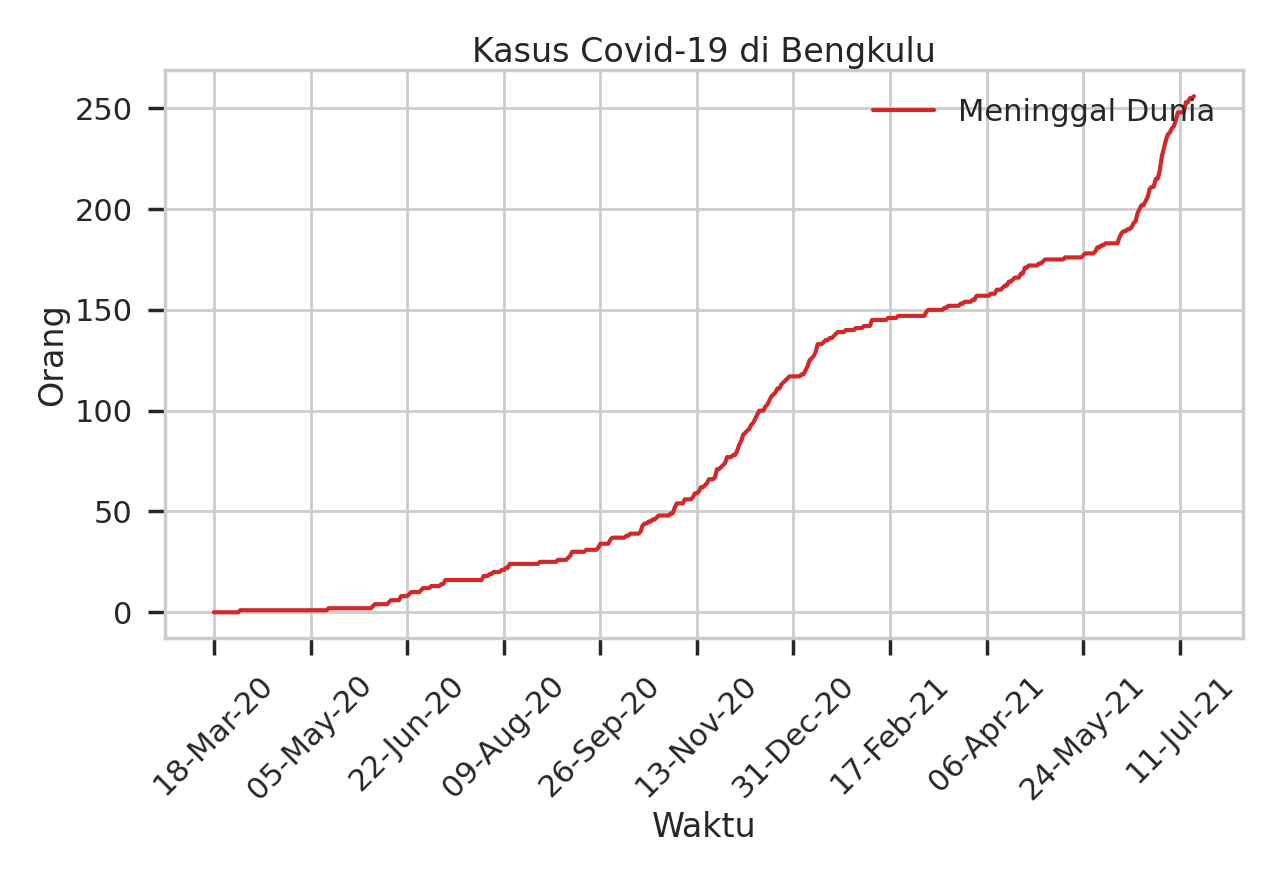 Kasus Covid-19 di Bengkulu
Meninggal Dunia
Orang
250
200
150
100
50
0
18-Mar-20
05-May-20
22-Jun-20
09-Aug-20
26-Sep-20
13-Nov-20
31-Dec-20
17-Feb-21
06-Apr-21
24-May-21
11-Jul-21
Waktu